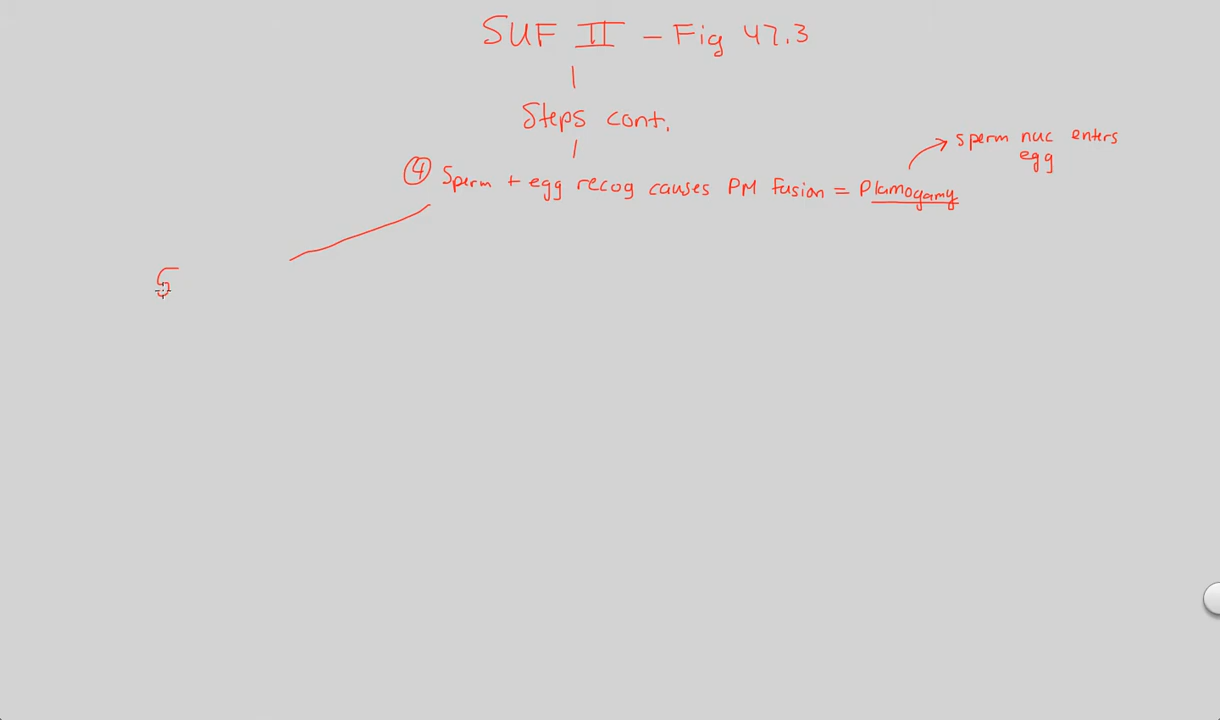 SUF II - Fig 47.3
Steps cont.
④ Sperm + egg recog causes PM fusion = Plamogamy
sperm nuc enters
egg
5